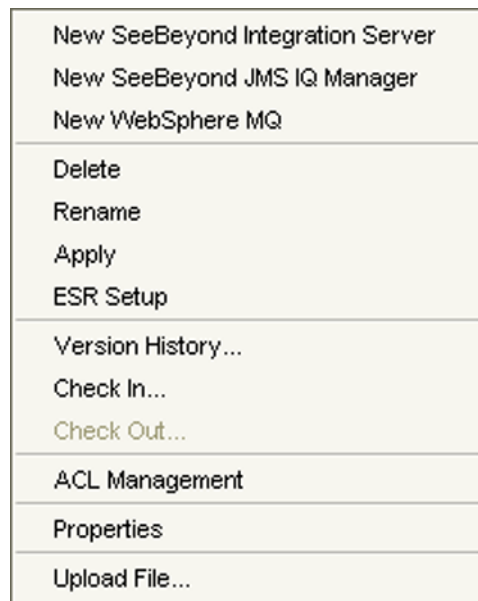 New SeeBeyond Integration Server
New SeeBeyond JMS IQ Manager
New WebSphere MQ
Delete
Rename
Apply
ESR Setup
Version History...
Check In...
Check Out...
ACL Management
Properties
Upload File...